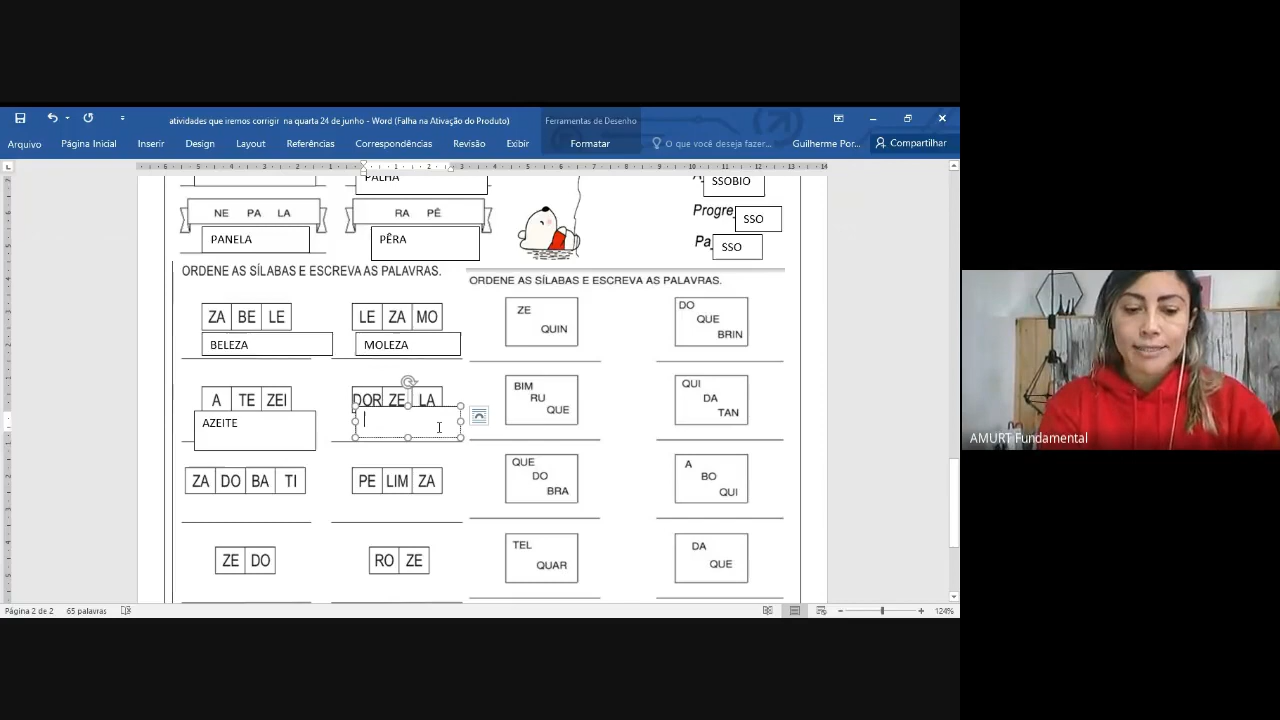 atividades que iremos corrigir na quarta 24 de junho - Word (Falha na Ativação do Produto)
Ferramentas de Desenho
Arquivo Página Inicial Inserir Design Layout Referências Correspondências Revisão Exibir Formatar O que você deseja fazer... Guilherme Por... Compartilhar
PALHA
SSOBIO
NE PA LA
RA PÊ
Progre SSO
PANELA
PÊRA
Pa SSO
ORDENE AS SÍLABAS E ESCREVA AS PALAVRAS.
ZA BE LE
LE ZA MO
BELEZA
MOLEZA
A TE ZEI
DOR ZE LA
AZEITE
ZA DO BA TI
PE LIM ZA
ZE DO
RO ZE
ORDENE AS SÍLABAS E ESCREVA AS PALAVRAS.
ZE
QUIN
DO
QUE
BRIN
BIM
RU
QUE
QUI
DA
TAN
QUE
DO
BRA
A
BO
QUI
TEL
QUAR
DA
QUE
Página 2 de 2 65 palavras
124%
AMURT Fundamental